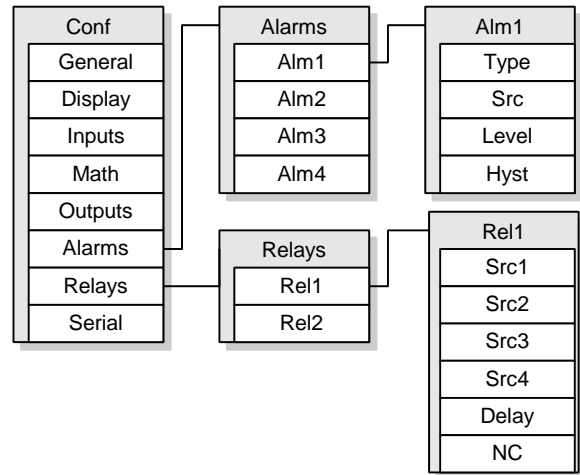 Conf
General
Display
Inputs
Math
Outputs
Alarms
Relays
Serial
Alarms
Alm1
Alm2
Alm3
Alm4
Alm1
Type
Src
Level
Hyst
Relays
Rel1
Rel2
Rel1
Src1
Src2
Src3
Src4
Delay
NC